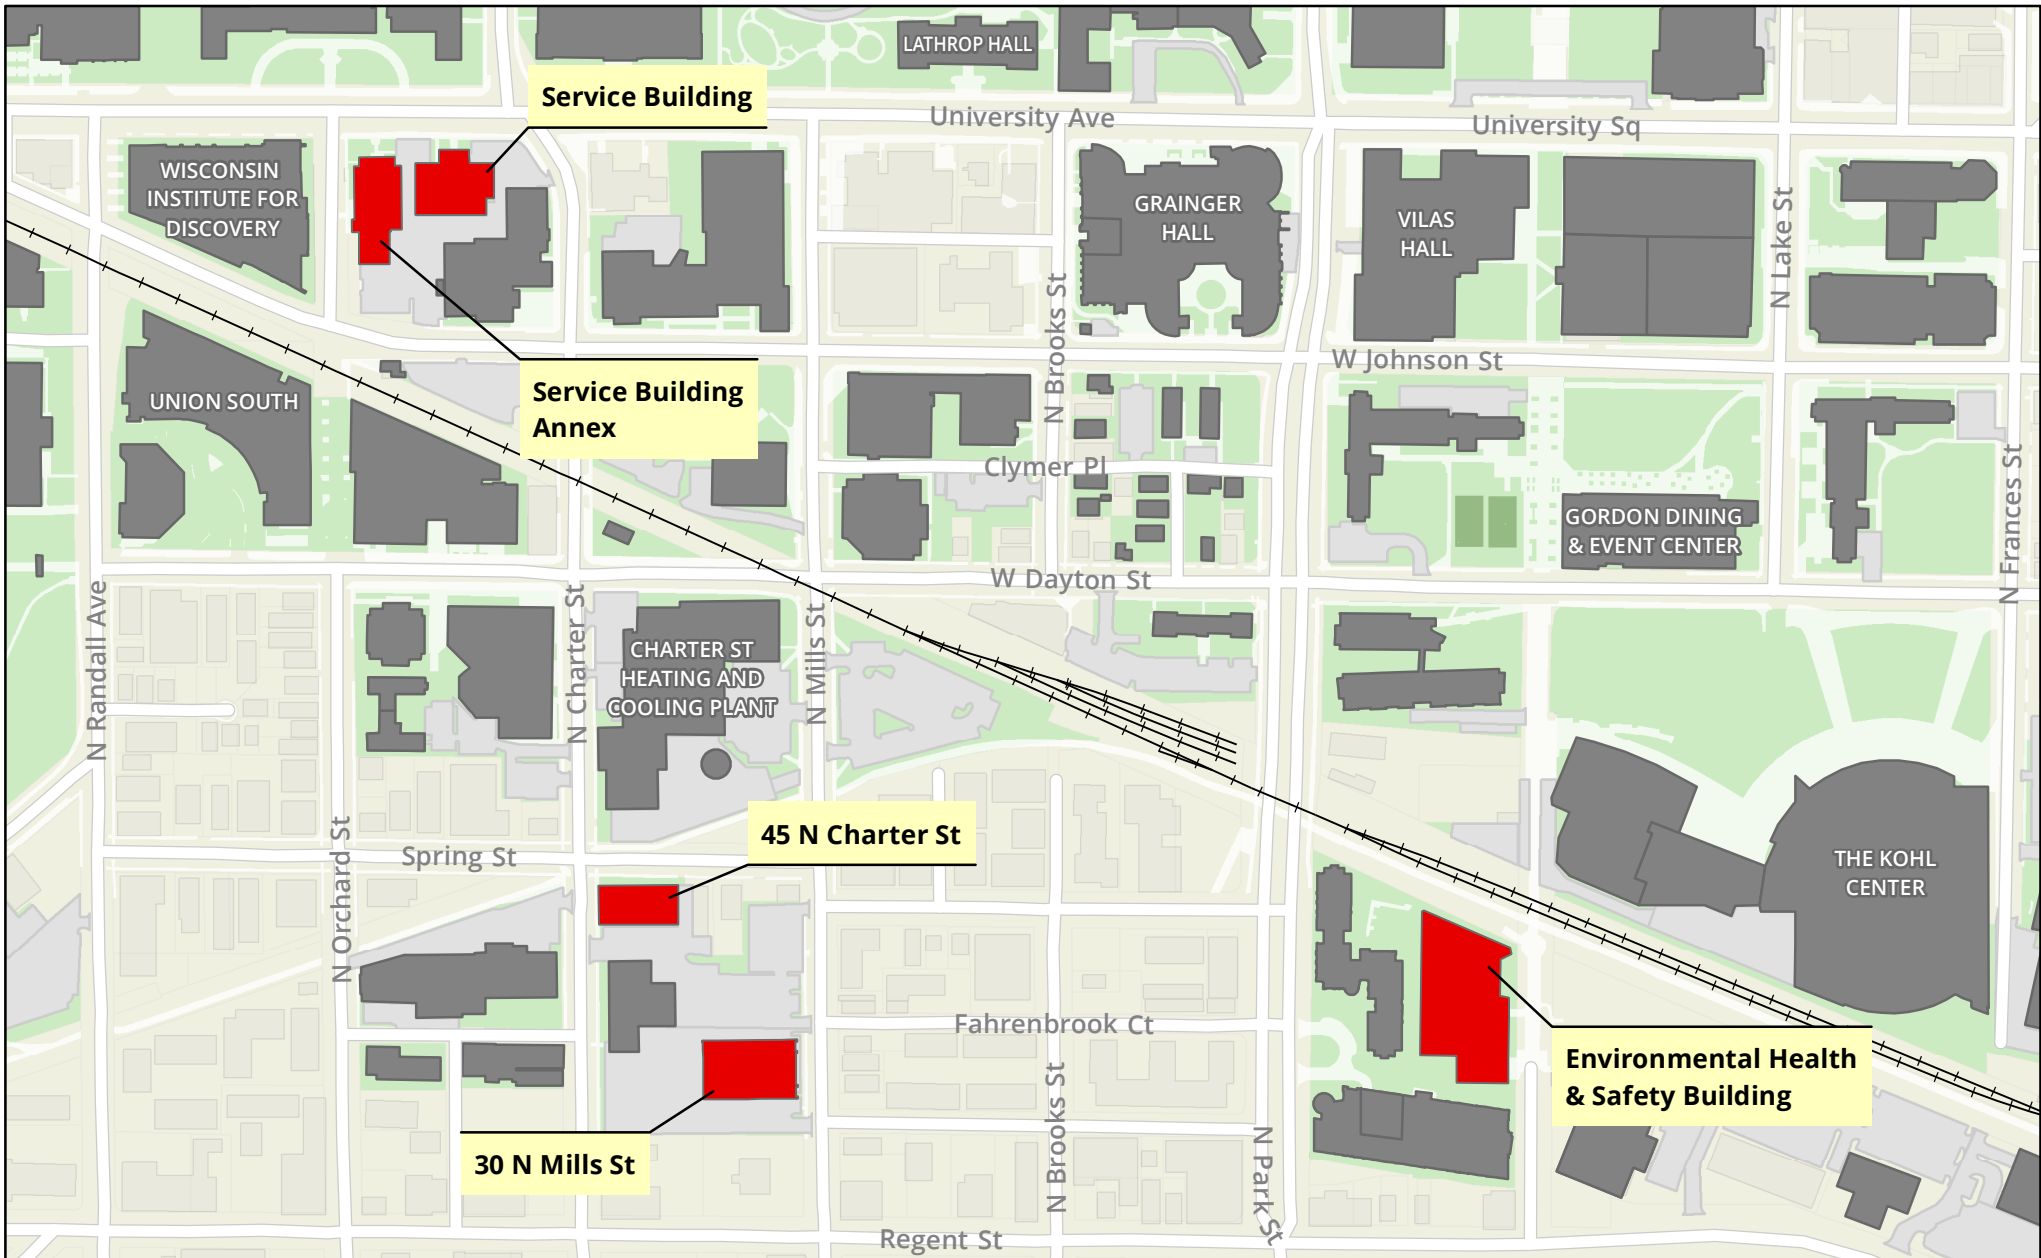 LATHROP HALL
Service Building
University Ave
University Sq
WISCONSIN
INSTITUTE FOR
DISCOVERY
GRAINGER
HALL
VILAS
HALL
N Lake St
N Brooks St
W Johnson St
Service Building
Annex
UNION SOUTH
Clymer Pl
N Frances St
GORDON DINING
& EVENT CENTER
W Dayton St
N Randall Ave
N Charter St
N Mills St
CHARTER ST
HEATING AND
COOLING PLANT
45 N Charter St
Spring St
N Orchard St
THE KOHL
CENTER
Fahrenbrook Ct
Environmental Health
& Safety Building
30 N Mills St
N Brooks St
N Park St
Regent St